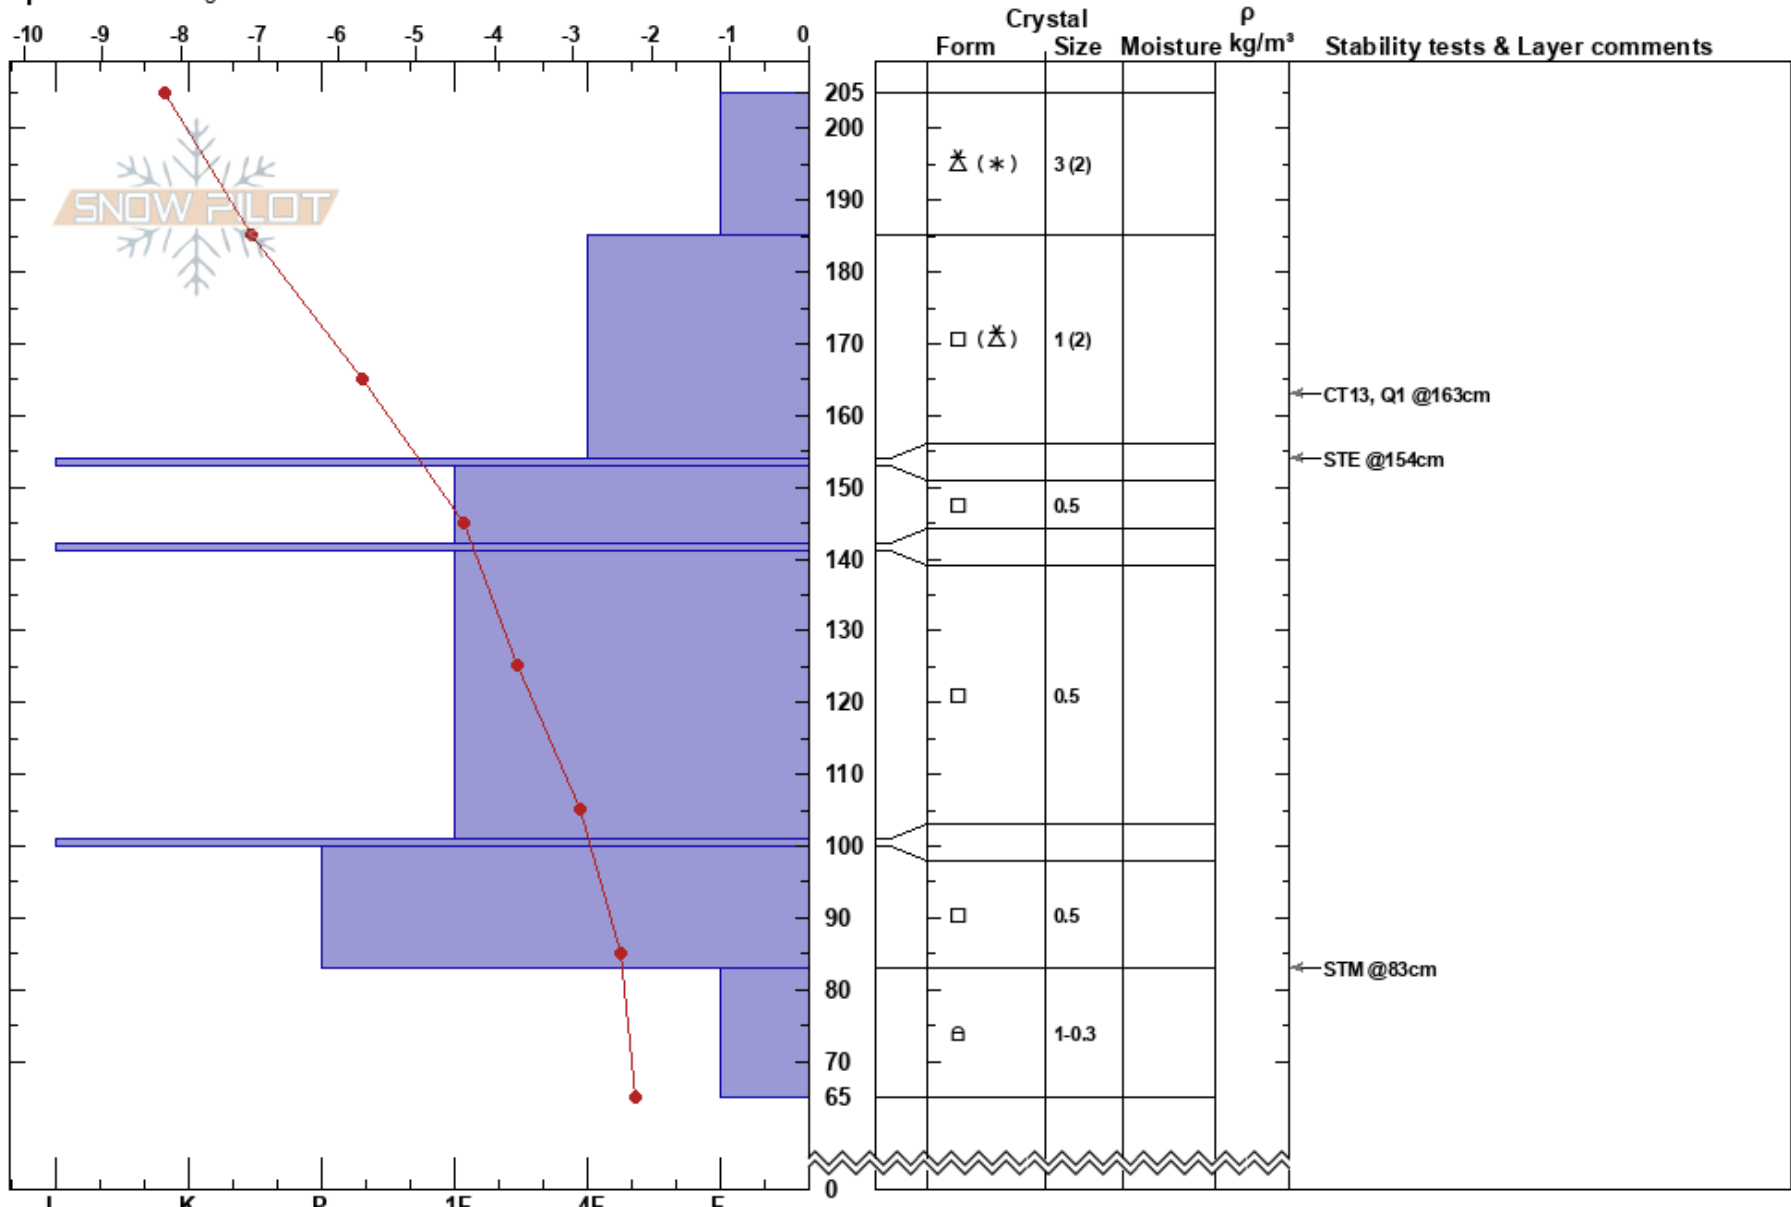 -10 -9 -8 -7 -6 -5 -4 -3 -2 -1 0
Crystal ρ
Form Size Moisture kg/m³ Stability tests & Layer comments
205
200
SNOW PILOT
(*) 3 (2)
190
180
170 1 (2)
CT13, Q1 @163cm
160
STE @154cm
150
0.5
140
130
120 0.5
110
100
90 0.5
STM @83cm
80
1-0.3
70
65
0
I K P 1F 4F F